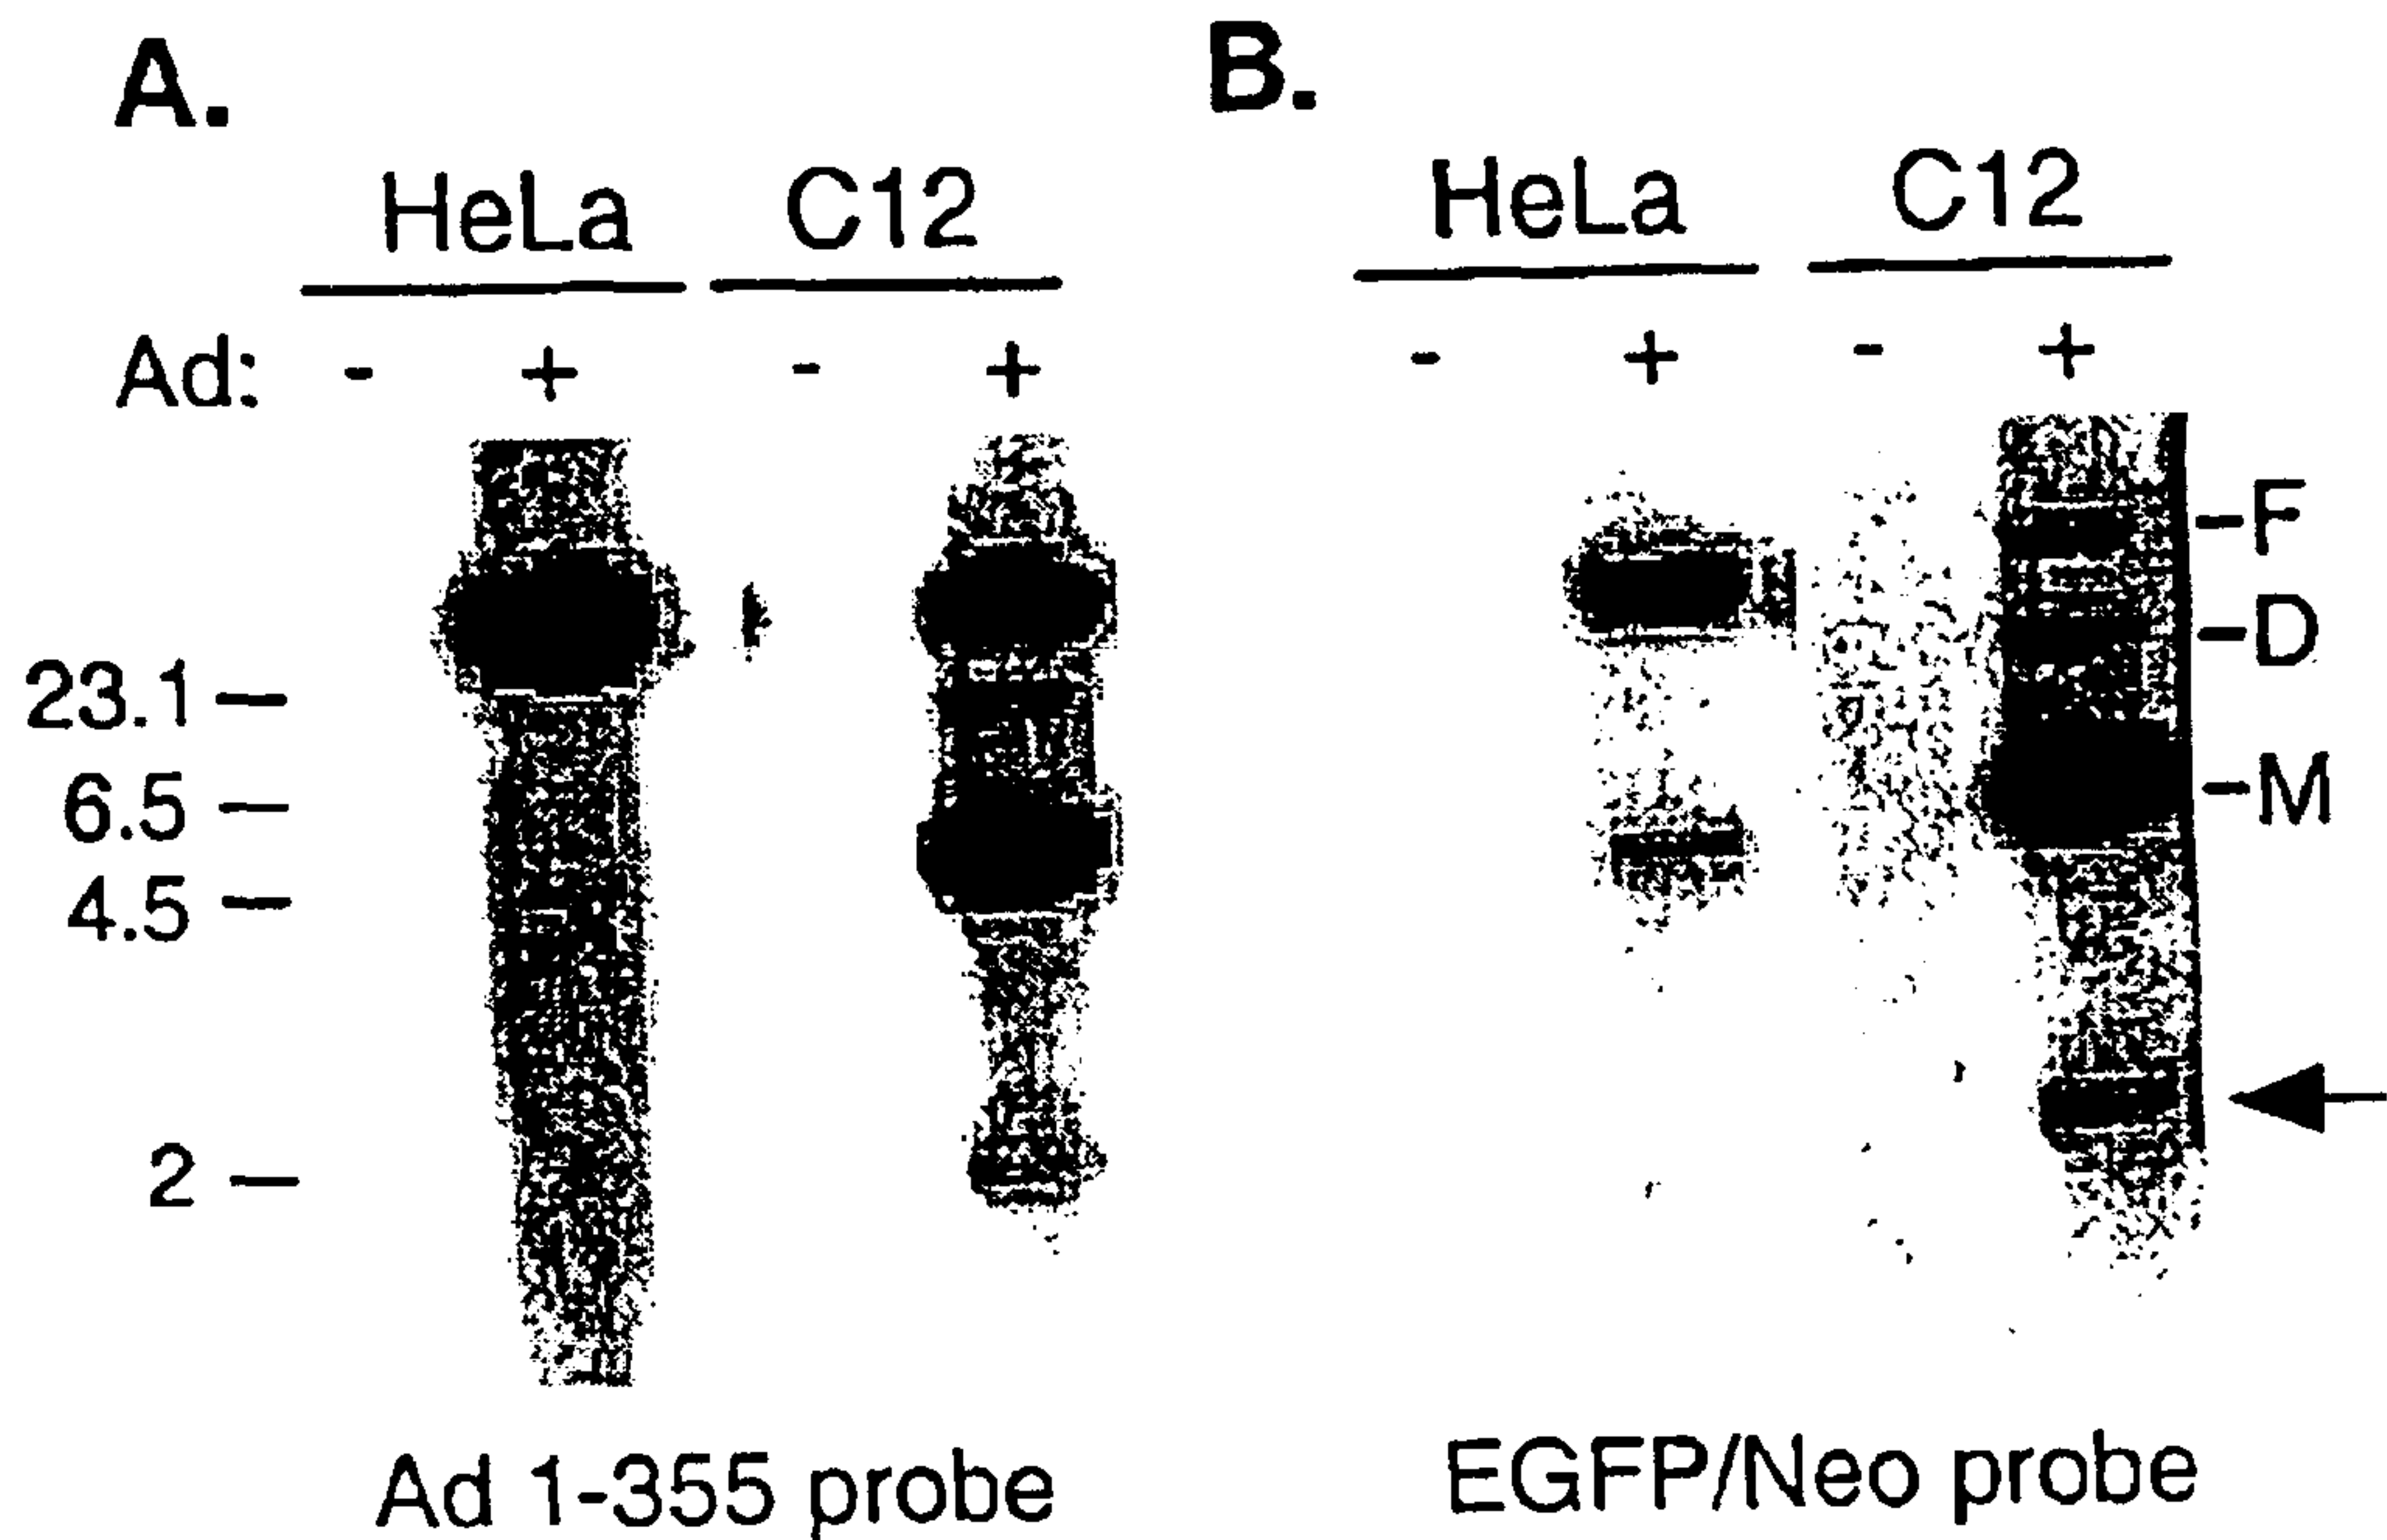 A.
B.
HeLa C12
HeLa C12
Ad: - + - +
- + - +
23.1 –
6.5 –
4.5 –
2 –
–F
–D
–M
Ad 1-355 probe
EGFP/Neo probe